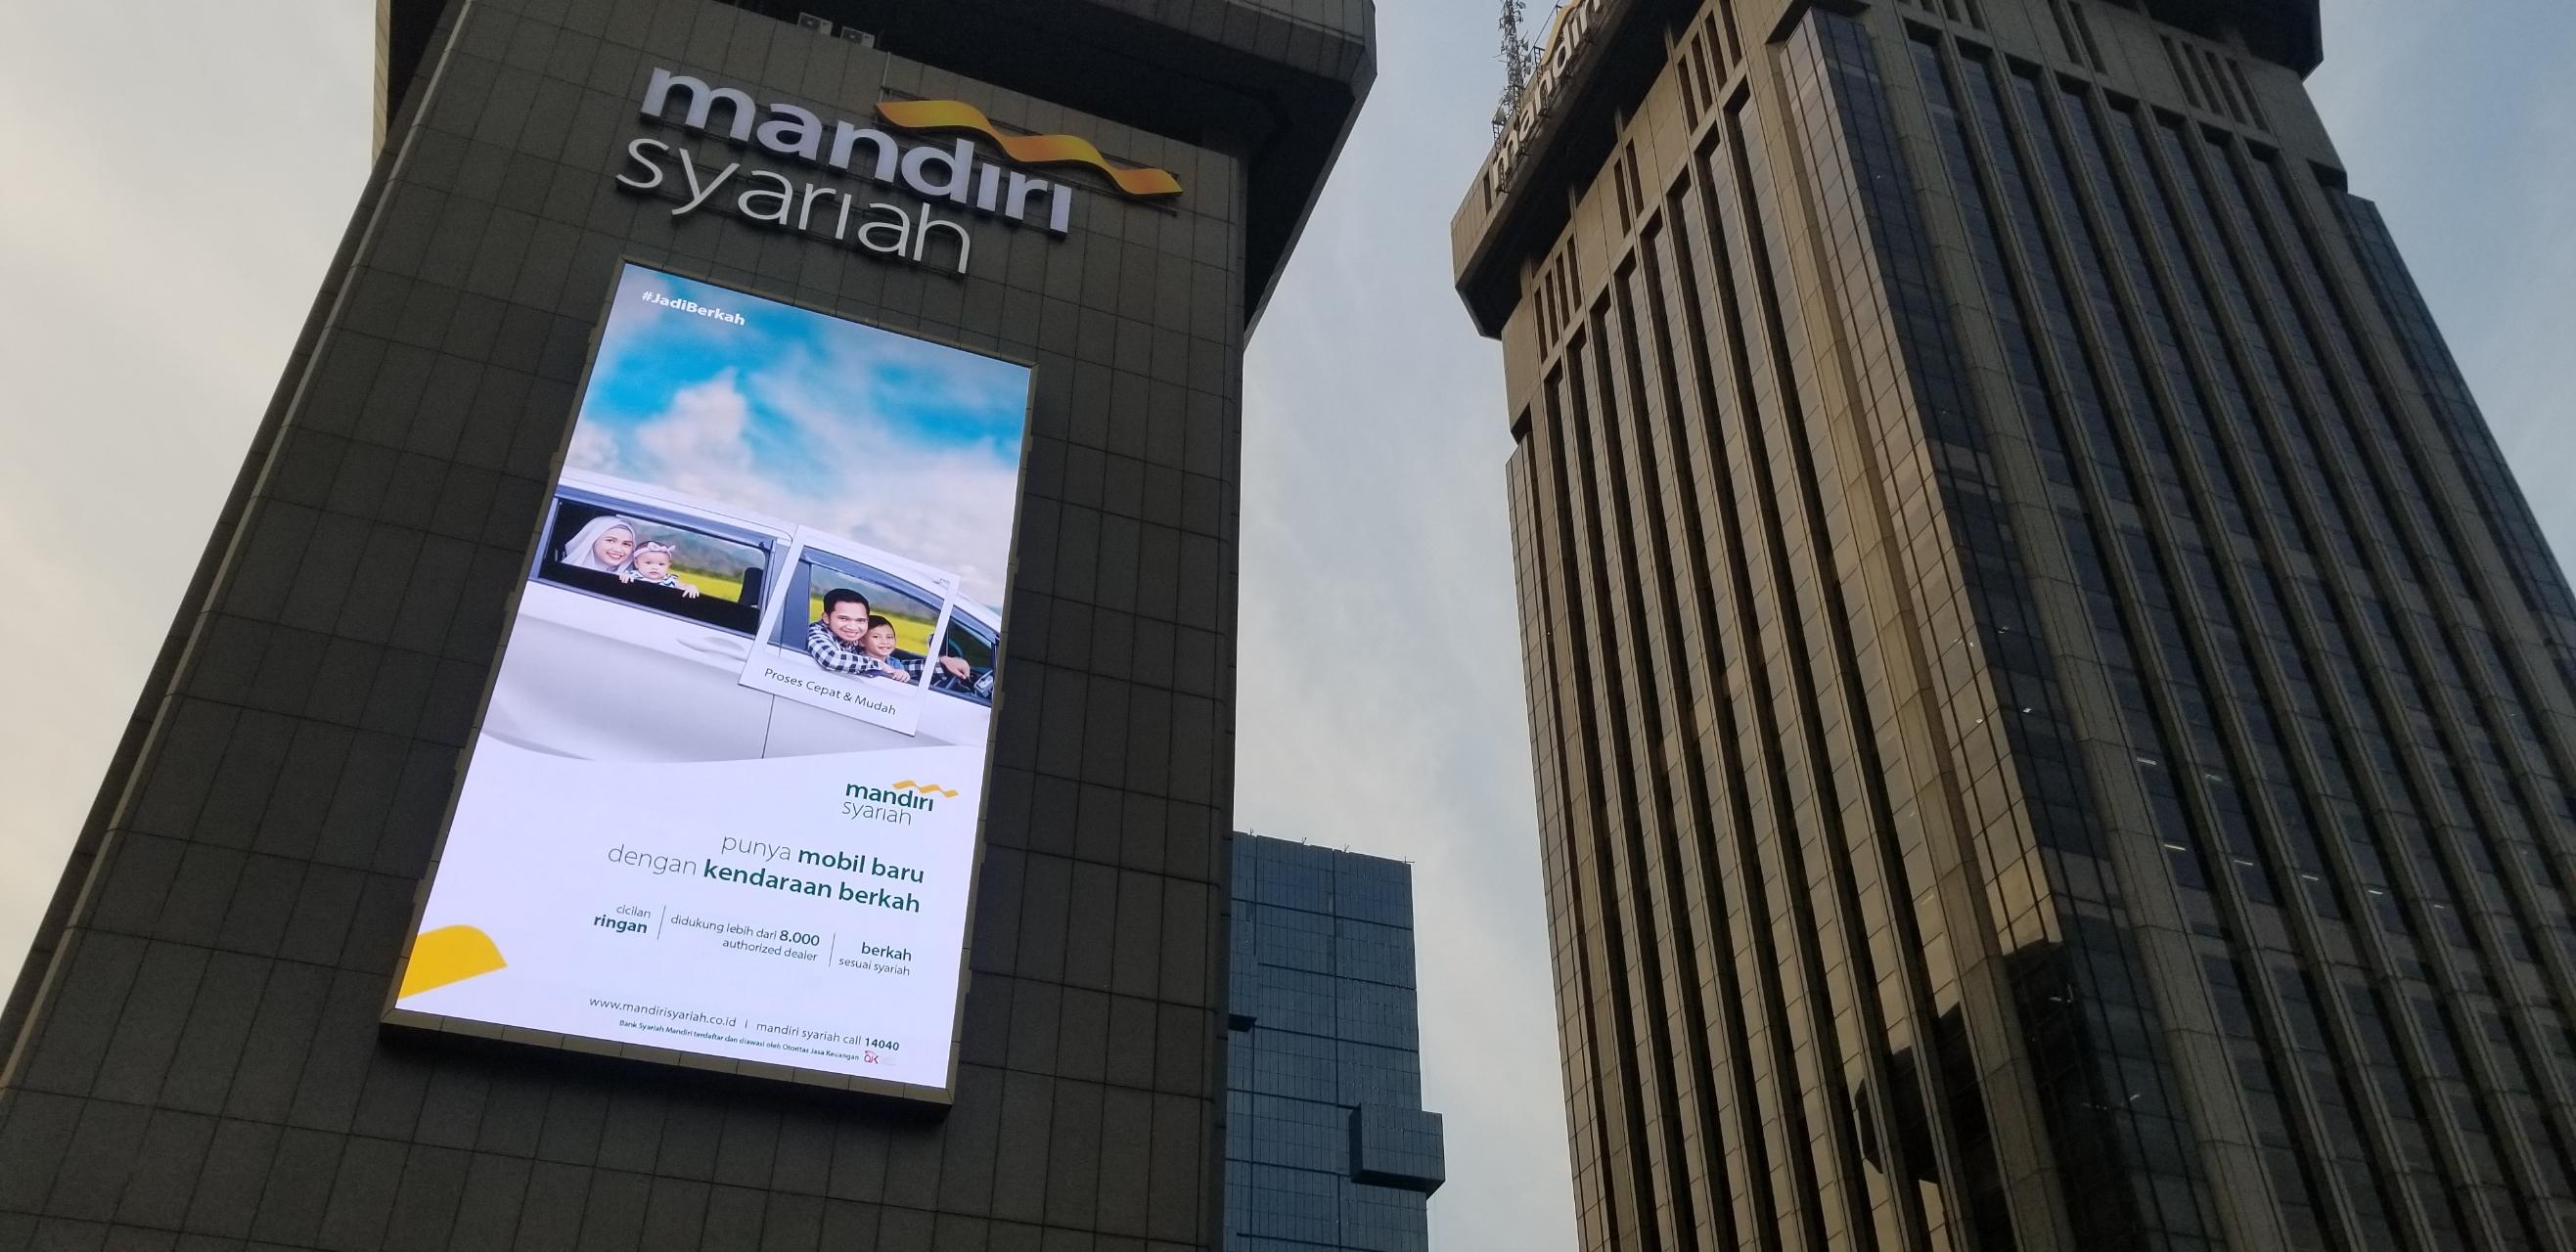 mandiri
syariah
mandiri
#JadiBerkah
Proses Cepat & Mudah
mandiri
syariah
punya mobil baru
dengan kendaraan berkah
cicilan
ringan
didukung lebih dari 8.000
authorized dealer
berkah
sesuai syariah
www.mandirisyariah.co.id | mandiri syariah call 14040
Bank Syariah Mandiri terdaftar dan diawasi oleh Otoritas Jasa Keuangan